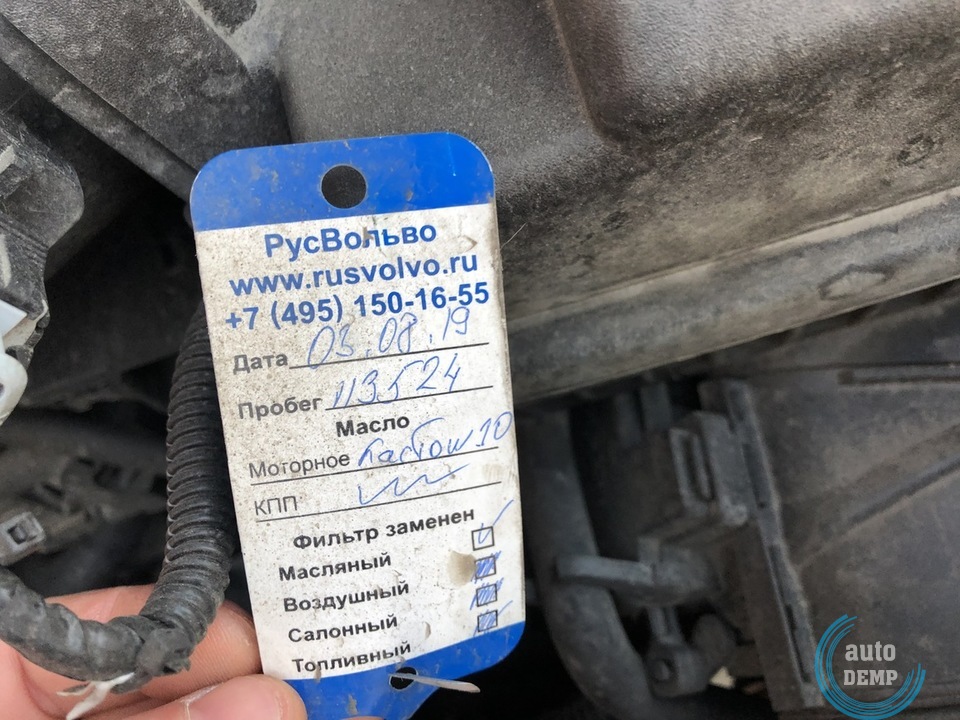 РусВольво
www.rusvolvo.ru
+7 (495) 150-16-55
Дата 03.08.19
Пробег 113524
Масло
Моторное
КПП
Фильтр заменен
Масляный
Воздушный
Салонный
Топливный
auto
DEMP